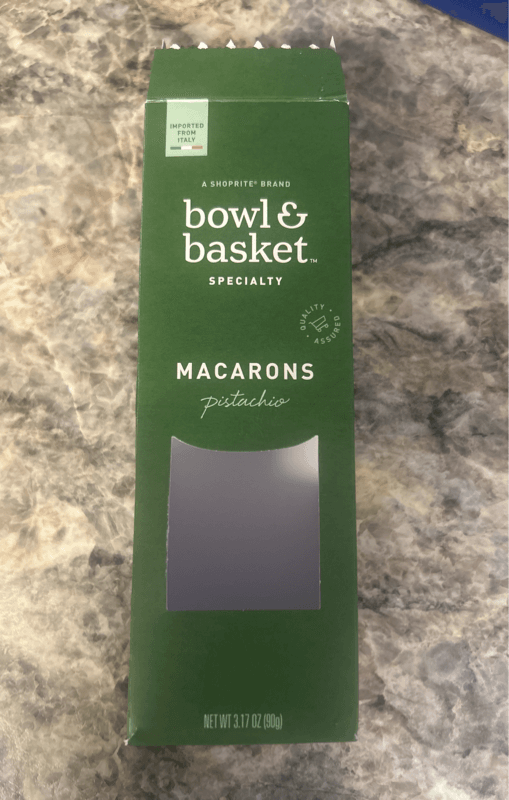 IMPORTED
FROM
ITALY
A SHOPRITE® BRAND
bowl &
basket™
SPECIALTY
QUALITY • ASSURED •
MACARONS
pistachio
NET WT 3.17 OZ (90g)